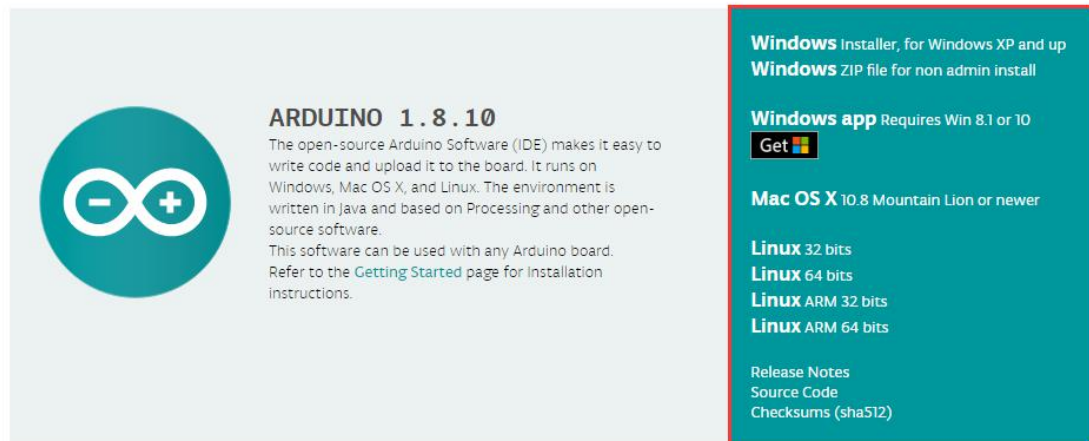 ARDUINO 1.8.10
The open-source Arduino Software (IDE) makes it easy to
write code and upload it to the board. It runs on
Windows, Mac OS X, and Linux. The environment is
written in Java and based on Processing and other open-
source software.
This software can be used with any Arduino board.
Refer to the Getting Started page for Installation
instructions.
Windows Installer, for Windows XP and up
Windows ZIP file for non admin install
Windows app Requires Win 8.1 or 10
Get
Mac OS X 10.8 Mountain Lion or newer
Linux 32 bits
Linux 64 bits
Linux ARM 32 bits
Linux ARM 64 bits
Release Notes
Source Code
Checksums (sha512)